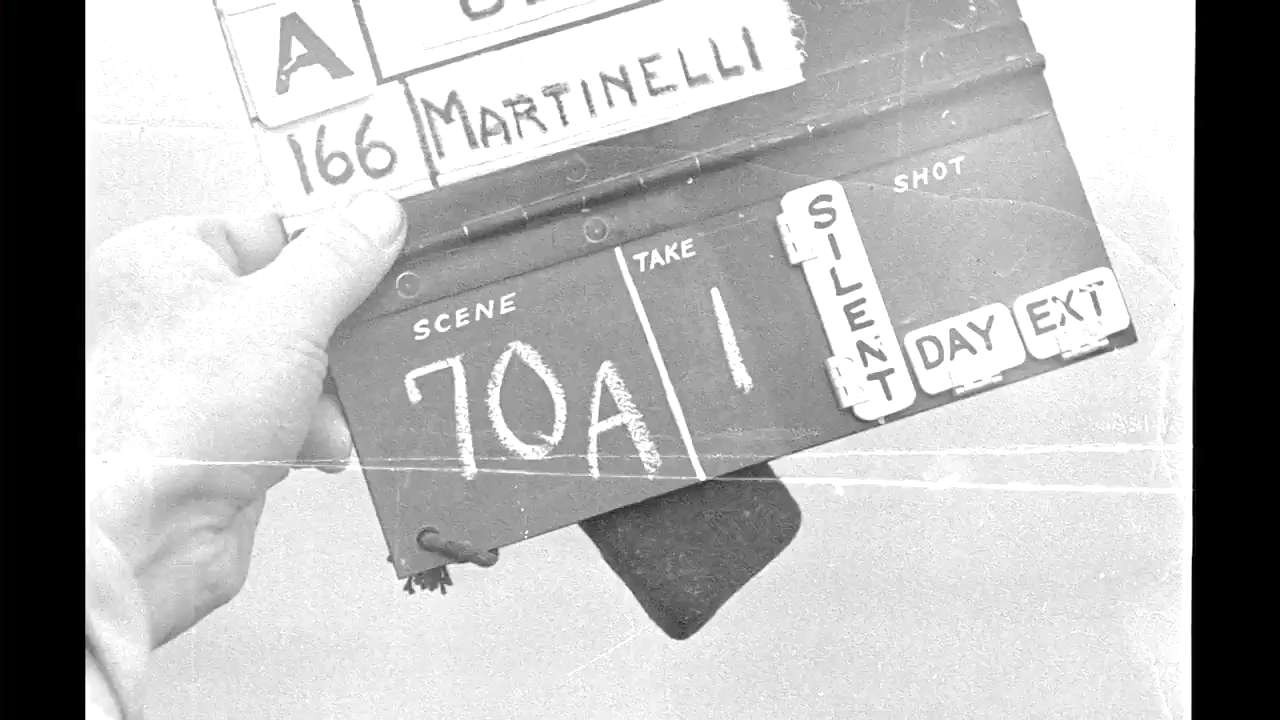 A
166 MARTINELLI
SCENE TAKE SHOT
70A 1
SILENT
DAY EXT